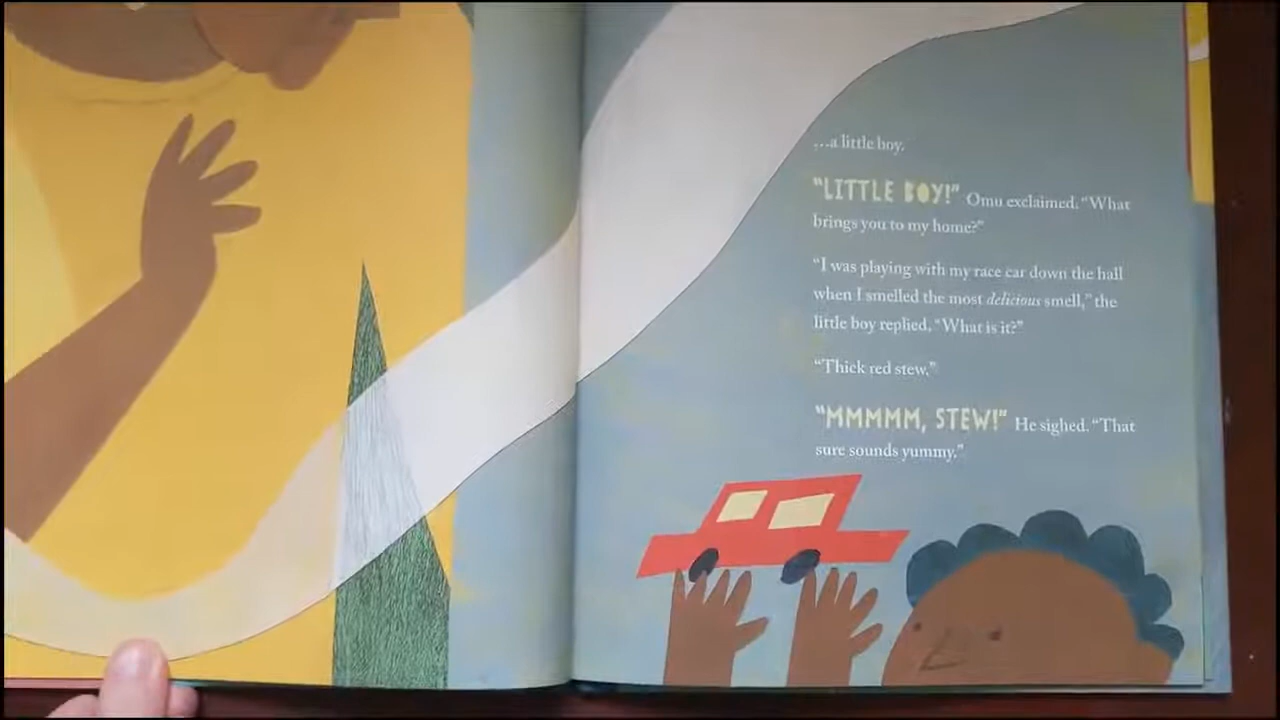 …a little boy.
“LITTLE BOY!” Omu exclaimed. “What
brings you to my home?”
“I was playing with my race car down the hall
when I smelled the most delicious smell,” the
little boy replied. “What is it?”
“Thick red stew.”
“MMMMM, STEW!” He sighed. “That
sure sounds yummy.”